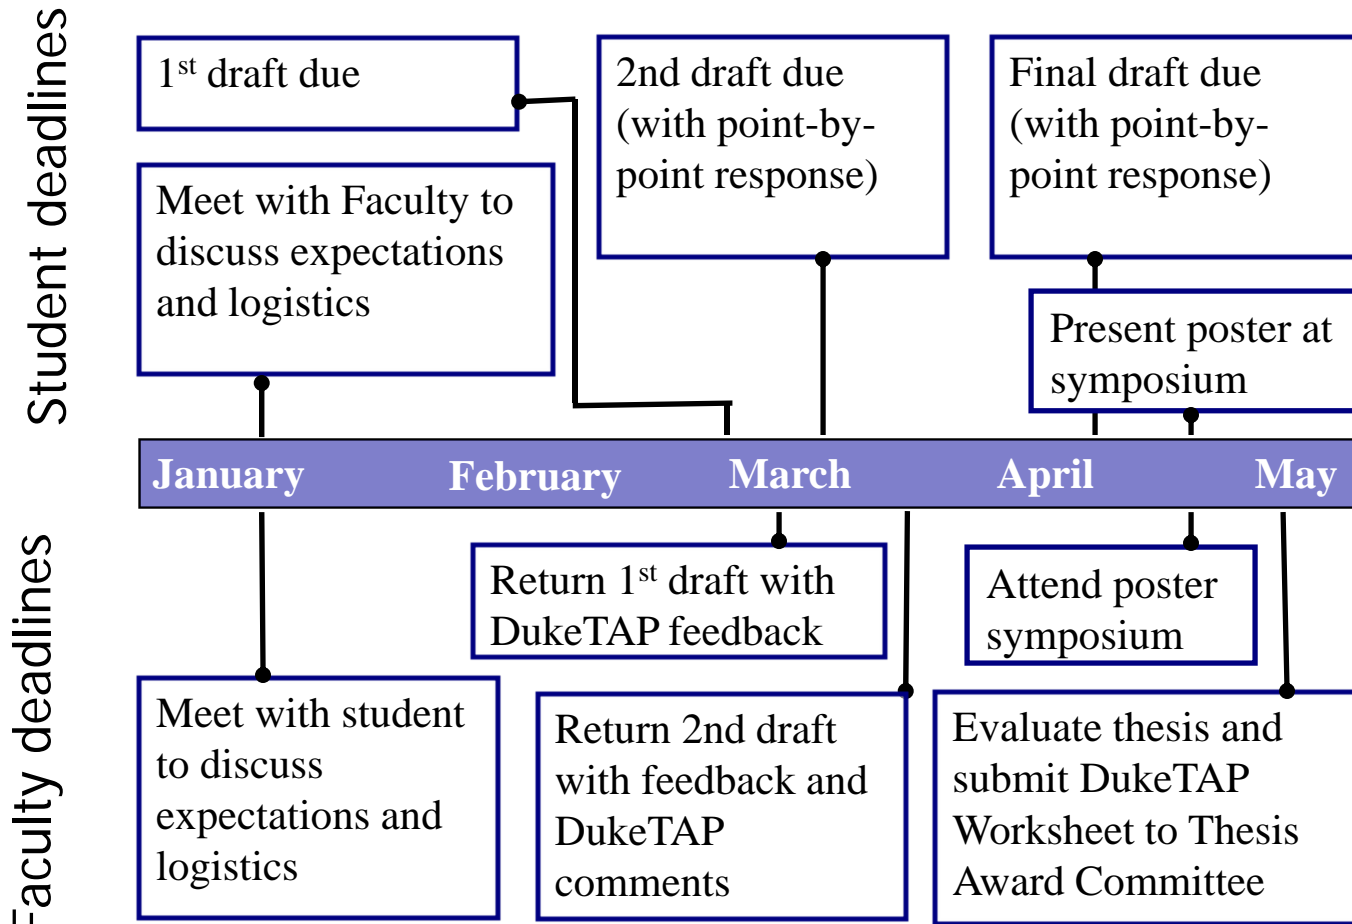 Student deadlines
1st draft due
2nd draft due
(with point-by-
point response)
Final draft due
(with point-by-
point response)
Meet with Faculty to
discuss expectations
and logistics
Present poster at
symposium
January February March April May
Return 1st draft with
DukeTAP feedback
Attend poster
symposium
Faculty deadlines
Meet with student
to discuss
expectations and
logistics
Return 2nd draft
with feedback and
DukeTAP
comments
Evaluate thesis and
submit DukeTAP
Worksheet to Thesis
Award Committee